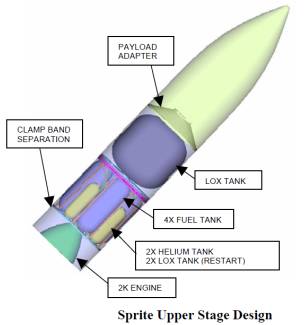 PAYLOAD
ADAPTER
CLAMP BAND
SEPARATION
LOX TANK
4X FUEL TANK
2X HELIUM TANK
2X LOX TANK (RESTART)
2K ENGINE
Sprite Upper Stage Design